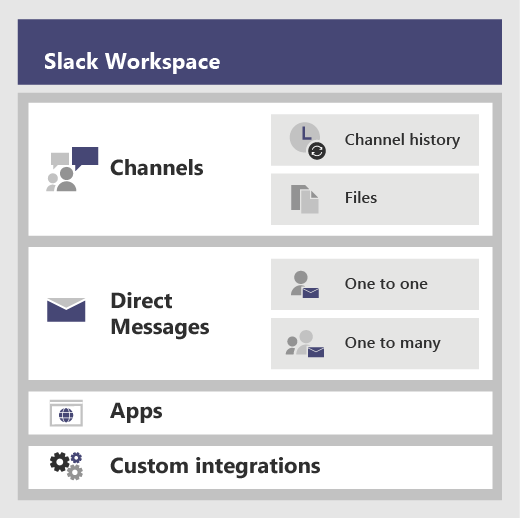 Slack Workspace
Channels
Channel history
Files
Direct
Messages
One to one
One to many
Apps
Custom integrations